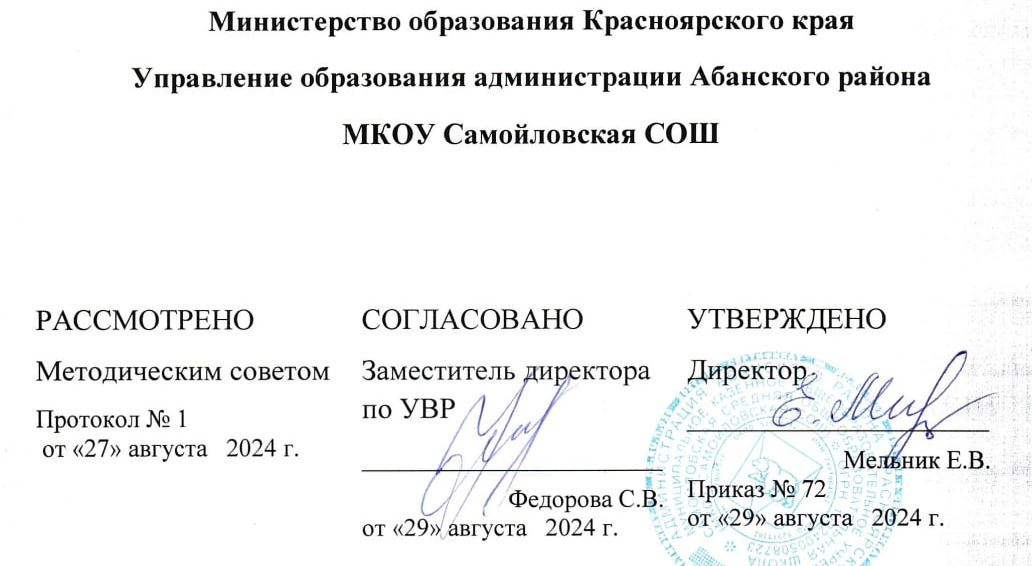 Министерство образования Красноярского края
Управление образования администрации Абанского района
МКОУ Самойловская СОШ
РАССМОТРЕНО
Методическим советом
Протокол № 1
от «27» августа 2024 г.
СОГЛАСОВАНО
Заместитель директора
по УВР
Федорова С.В.
от «29» августа 2024 г.
УТВЕРЖДЕНО
Директор
Мельник Е.В.
Приказ № 72
от «29» августа 2024 г.